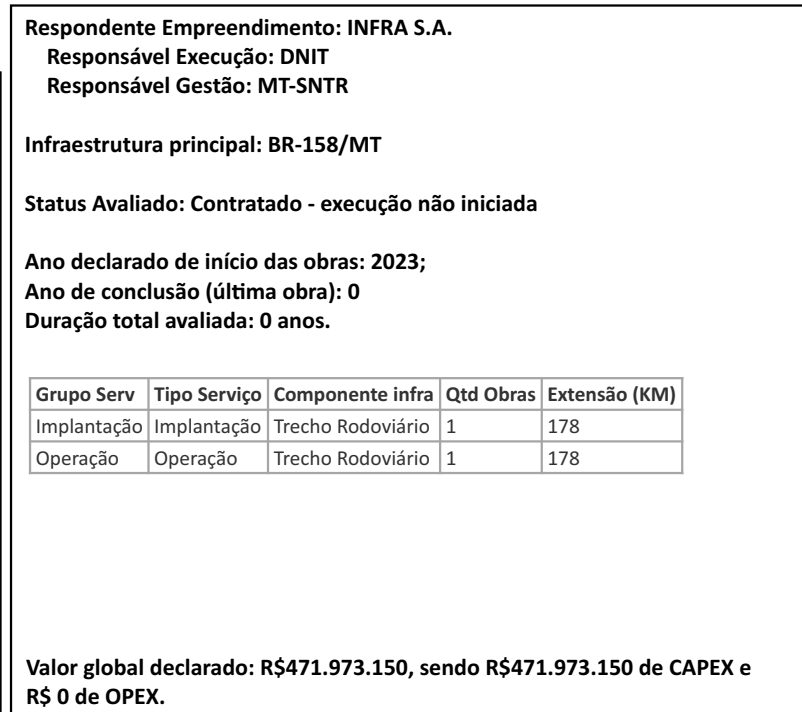 Respondente Empreendimento: INFRA S.A.
Responsável Execução: DNIT
Responsável Gestão: MT-SNTR
Infraestrutura principal: BR-158/MT
Status Avaliado: Contratado - execução não iniciada
Ano declarado de início das obras: 2023;
Ano de conclusão (última obra): 0
Duração total avaliada: 0 anos.
Grupo Serv Tipo Serviço Componente infra Qtd Obras Extensão (KM)
Implantação Implantação Trecho Rodoviário 1 178
Operação Operação Trecho Rodoviário 1 178
Valor global declarado: R$471.973.150, sendo R$471.973.150 de CAPEX e
R$ 0 de OPEX.